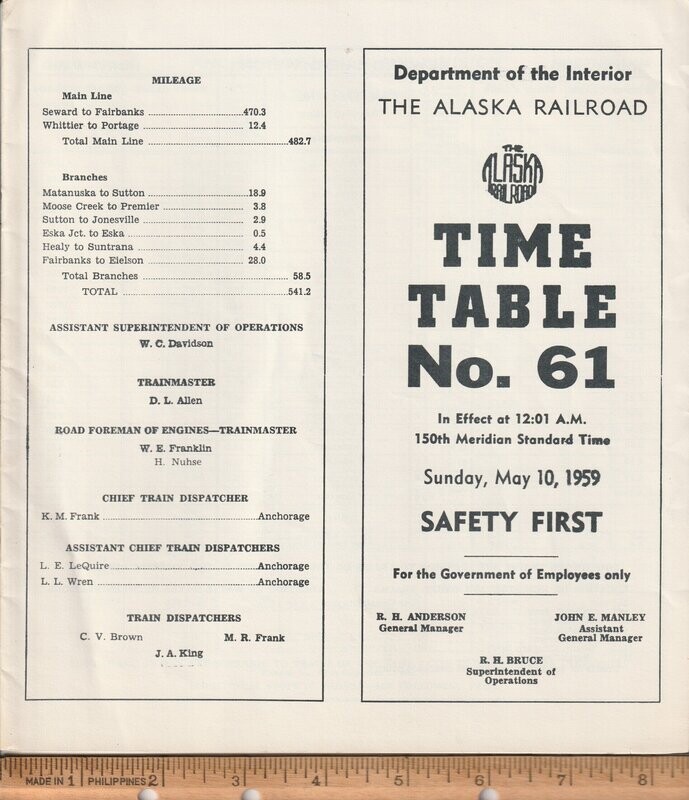 MILEAGE
Main Line
Seward to Fairbanks ........................470.3
Whittier to Portage ........................ 12.4
Total Main Line ........................482.7
Branches
Matanuska to Sutton ........................18.9
Moose Creek to Premier ........................ 3.8
Sutton to Jonesville ........................ 2.9
Eska Jct. to Eska ........................ 0.5
Healy to Suntrana ........................ 4.4
Fairbanks to Eielson ........................ 28.0
Total Branches ........................ 58.5
TOTAL ........................541.2
ASSISTANT SUPERINTENDENT OF OPERATIONS
W. C. Davidson
TRAINMASTER
D. L. Allen
ROAD FOREMAN OF ENGINES—TRAINMASTER
W. E. Franklin
H. Nuhse
CHIEF TRAIN DISPATCHER
K. M. Frank ........................Anchorage
ASSISTANT CHIEF TRAIN DISPATCHERS
L. E. LeQuire ........................Anchorage
L. L. Wren ........................Anchorage
TRAIN DISPATCHERS
C. V. Brown M. R. Frank
J. A. King
Department of the Interior
THE ALASKA RAILROAD
THE
ALASKA
RAILROAD
TIME
TABLE
No. 61
In Effect at 12:01 A.M.
150th Meridian Standard Time
Sunday, May 10, 1959
SAFETY FIRST
For the Government of Employees only
R. H. ANDERSON
General Manager
JOHN E. MANLEY
Assistant
General Manager
R. H. BRUCE
Superintendent of
Operations
MADE IN 1 PHILIPPINES 2 3 4 5 6 7 8